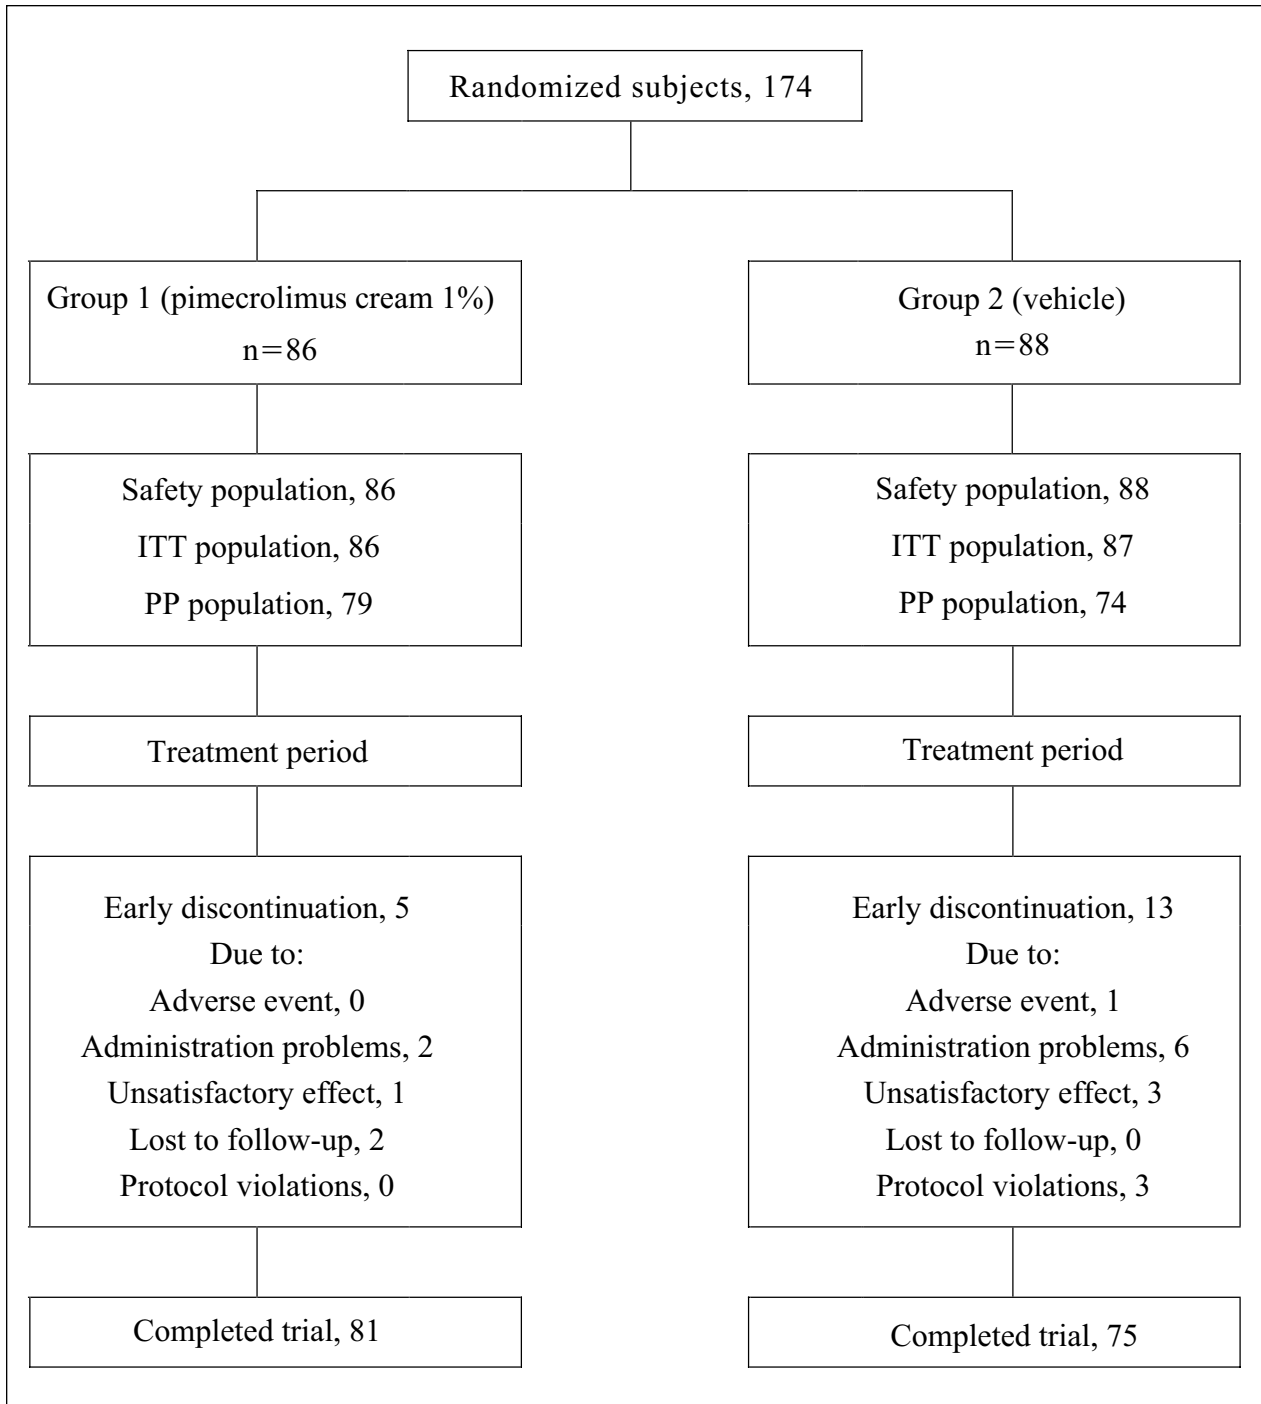 Randomized subjects, 174
Group 1 (pimecrolimus cream 1%)
n=86
Group 2 (vehicle)
n=88
Safety population, 86
ITT population, 86
PP population, 79
Safety population, 88
ITT population, 87
PP population, 74
Treatment period
Treatment period
Early discontinuation, 5
Due to:
Adverse event, 0
Administration problems, 2
Unsatisfactory effect, 1
Lost to follow-up, 2
Protocol violations, 0
Early discontinuation, 13
Due to:
Adverse event, 1
Administration problems, 6
Unsatisfactory effect, 3
Lost to follow-up, 0
Protocol violations, 3
Completed trial, 81
Completed trial, 75